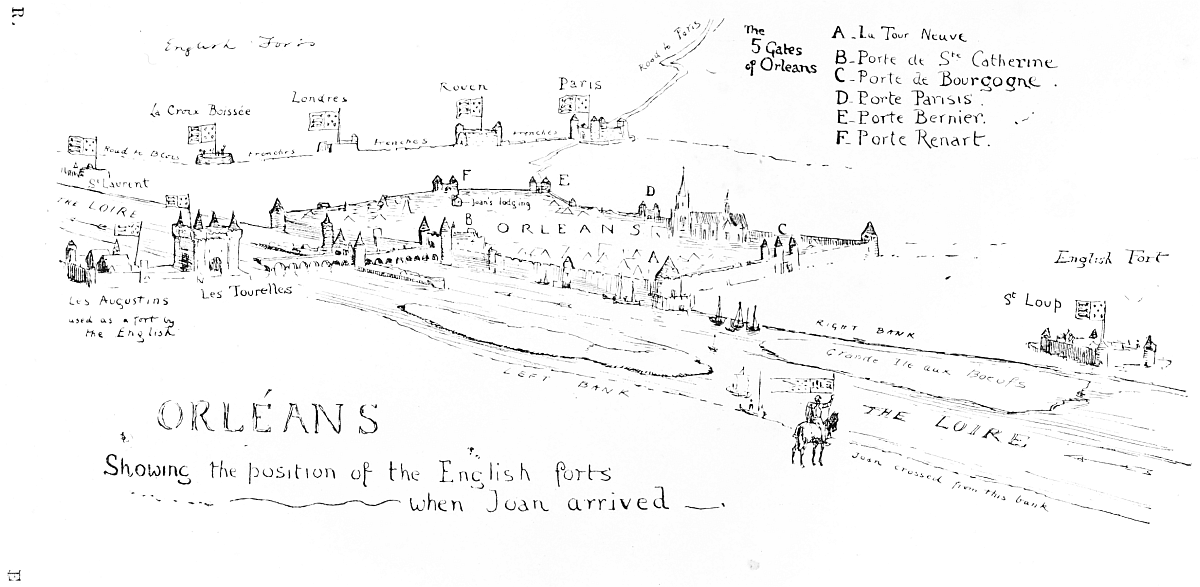 R.
English Forts
The
5 Gates
of Orleans
A - La Tour Neuve
B - Porte de Ste Catherine
C - Porte de Bourgogne.
D - Porte Parisis.
E - Porte Bernier.
F - Porte Renart.
Road to Paris
Paris
Rouen
Londres
La Croix Boissée
Road to Blois
trenches
trenches
trenches
St Laurent
THE LOIRE
F
E
D
Joan's lodging
B
ORLEANS
C
English Fort
St Loup
Les Augustins
used as a fort by
the English
Les Tourelles
RIGHT BANK
Grande Ile aux Boeufs
LEFT BANK
THE LOIRE
Joan crossed from this bank
ORLÉANS
Showing the position of the English forts
when Joan arrived